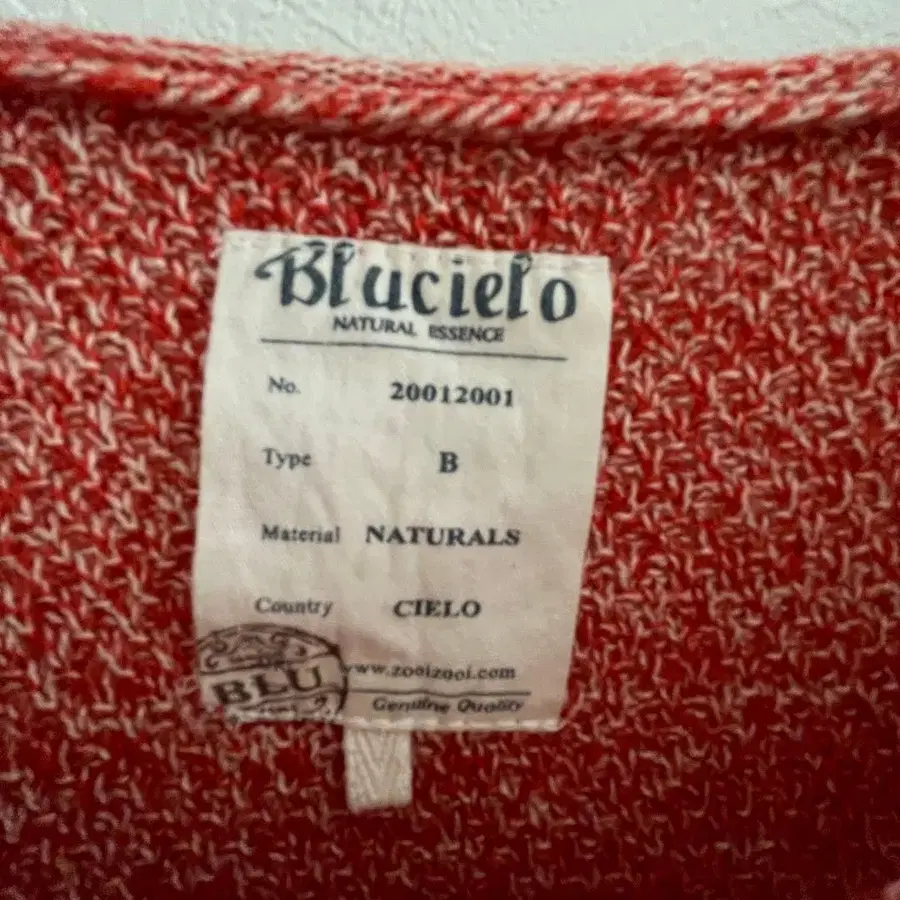 Blucielo
NATURAL ESSENCE
No. 20012001
Type B
Material NATURALS
Country CIELO
www.zooizooi.com
BLU
Genuine Quality